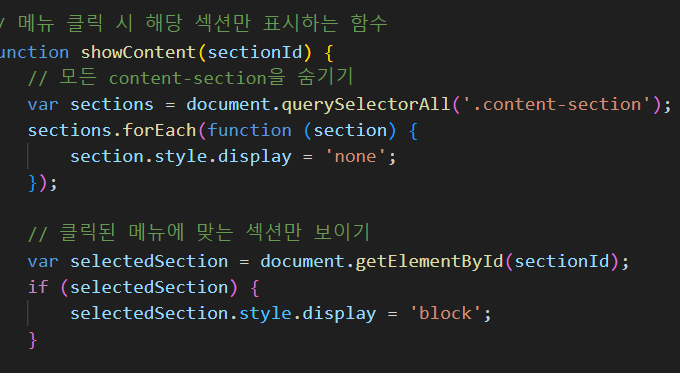 / 메뉴 클릭 시 해당 섹션만 표시하는 함수
unction showContent(sectionId) {
// 모든 content-section을 숨기기
var sections = document.querySelectorAll('.content-section');
sections.forEach(function (section) {
section.style.display = 'none';
});
// 클릭된 메뉴에 맞는 섹션만 보이기
var selectedSection = document.getElementById(sectionId);
if (selectedSection) {
selectedSection.style.display = 'block';
}